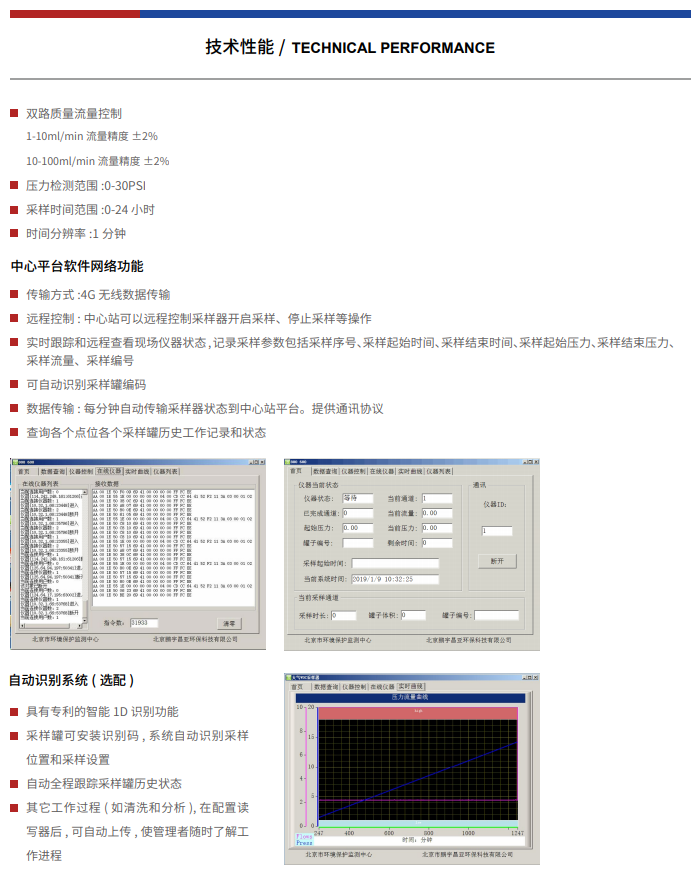 技术性能 / TECHNICAL PERFORMANCE
双路质量流量控制
1-10ml/min 流量精度 ±2%
10-100ml/min 流量精度 ±2%
压力检测范围 :0-30PSI
采样时间范围 :0-24 小时
时间分辨率 :1 分钟
中心平台软件网络功能
传输方式 :4G 无线数据传输
远程控制 : 中心站可以远程控制采样器开启采样、停止采样等操作
实时跟踪和远程查看现场仪器状态 , 记录采样参数包括采样序号、采样起始时间、采样结束时间、采样起始压力、采样结束压力、
采样流量、采样编号
可自动识别采样罐编码
数据传输 : 每分钟自动传输采样器状态到中心站平台。提供通讯协议
查询各个点位各个采样罐历史工作记录和状态
首页 数据查询 仪器控制 在线仪器 实时曲线 仪器列表
在线仪器列表 接收数据
指令数: 31933 清零
北京市环境保护监测中心 北京鹏宇昌亚环保科技有限公司
首页 数据查询 仪器控制 在线仪器 实时曲线 仪器列表
仪器当前状态 通讯
仪器状态: 等待 当前通道: 1 仪器ID:
已完成通道: 0 当前流量: 0.00
起始压力: 0.00 当前压力: 0.00 1
罐子编号: 剩余时间: 0
采样起始时间: 断开
当前系统时间: 2019/1/9 10:32:25
当前采样通道
采样时长: 0 罐子体积: 0 罐子编号:
北京市环境保护监测中心 北京鹏宇昌亚环保科技有限公司
自动识别系统 ( 选配 )
具有专利的智能 1D 识别功能
采样罐可安装识别码 , 系统自动识别采样
位置和采样设置
自动全程跟踪采样罐历史状态
其它工作过程 ( 如清洗和分析 ), 在配置读
写器后 , 可自动上传 , 使管理者随时了解工
作进程
首页 数据查询 仪器控制 在线仪器 实时曲线
压力流量曲线
10 20
8 15
6
10
4
5
2
0 0
247 400 600 800 1000 1247
Flows
Press
时间: 分钟
北京市环境保护监测中心 北京鹏宇昌亚环保科技有限公司